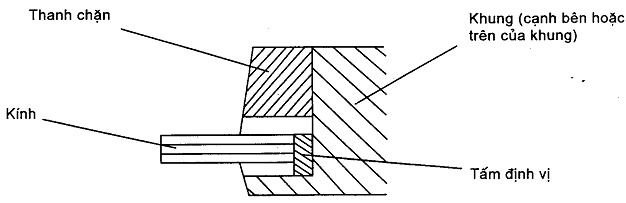 Thanh chặn
Khung (cạnh bên hoặc
trên của khung)
Kính
Tấm định vị